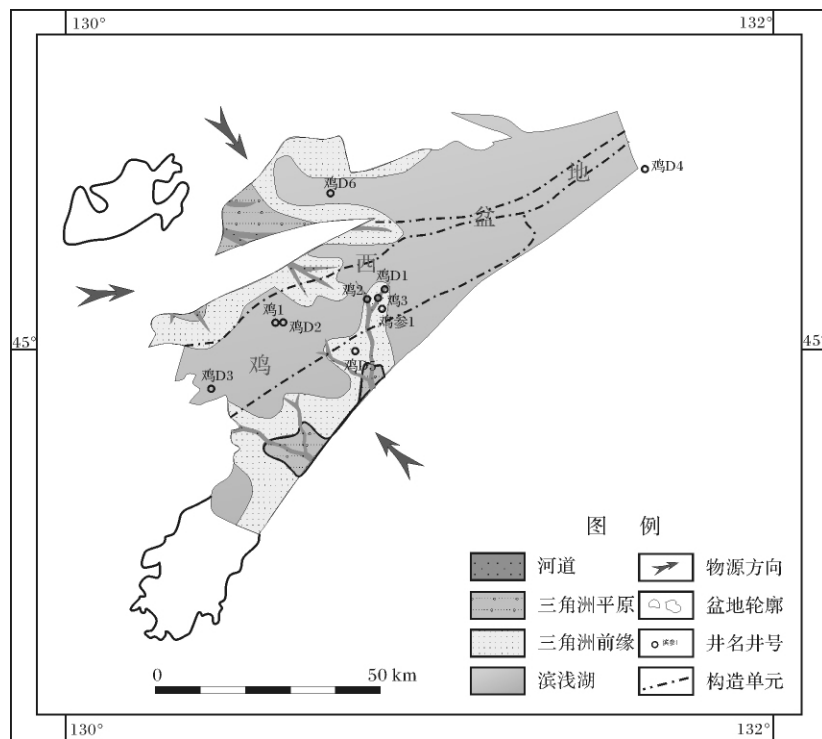 130°
132°
地
鸡D4
鸡D6
盆
西
鸡D1
鸡2
鸡3
鸡参1
鸡1
鸡D2
45°
45°
鸡D5
鸡
鸡D3
图 例
河道
物源方向
三角洲平原
盆地轮廓
三角洲前缘
井名井号
滨浅湖
构造单元
0
50 km
130°
132°